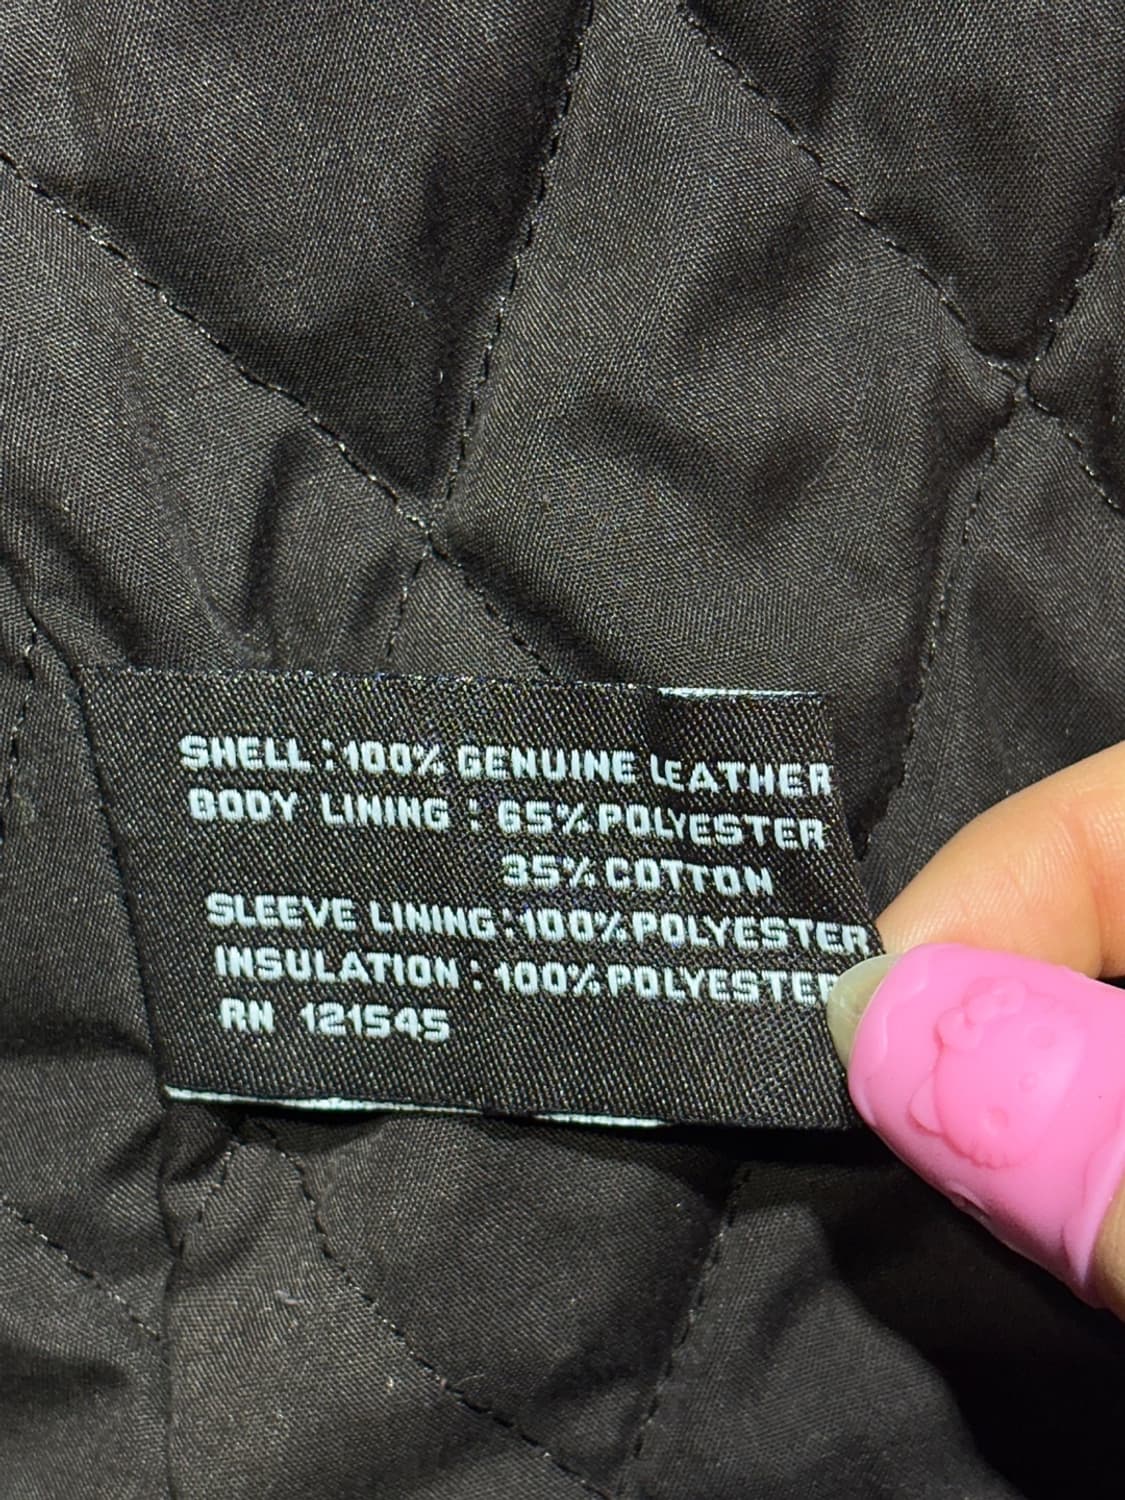 SHELL : 100% GENUINE LEATHER
BODY LINING : 65% POLYESTER
35% COTTON
SLEEVE LINING : 100% POLYESTER
INSULATION : 100% POLYESTER
RN 121545